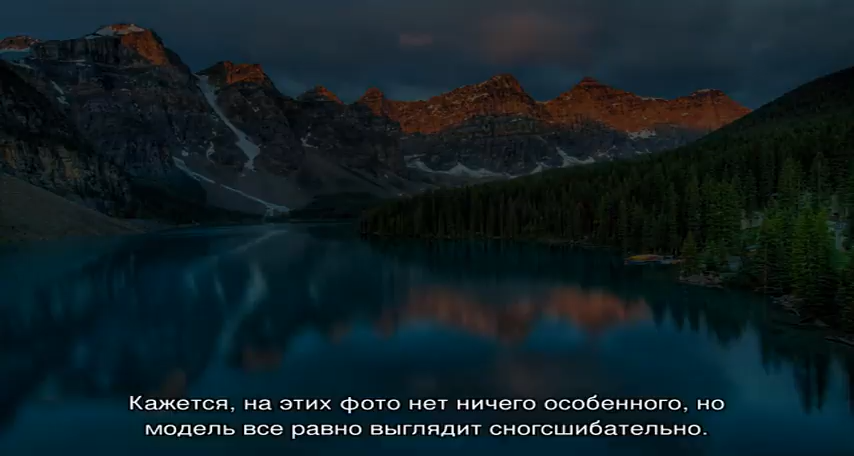 Кажется, на этих фото нет ничего особенного, но
модель все равно выглядит сногсшибательно.